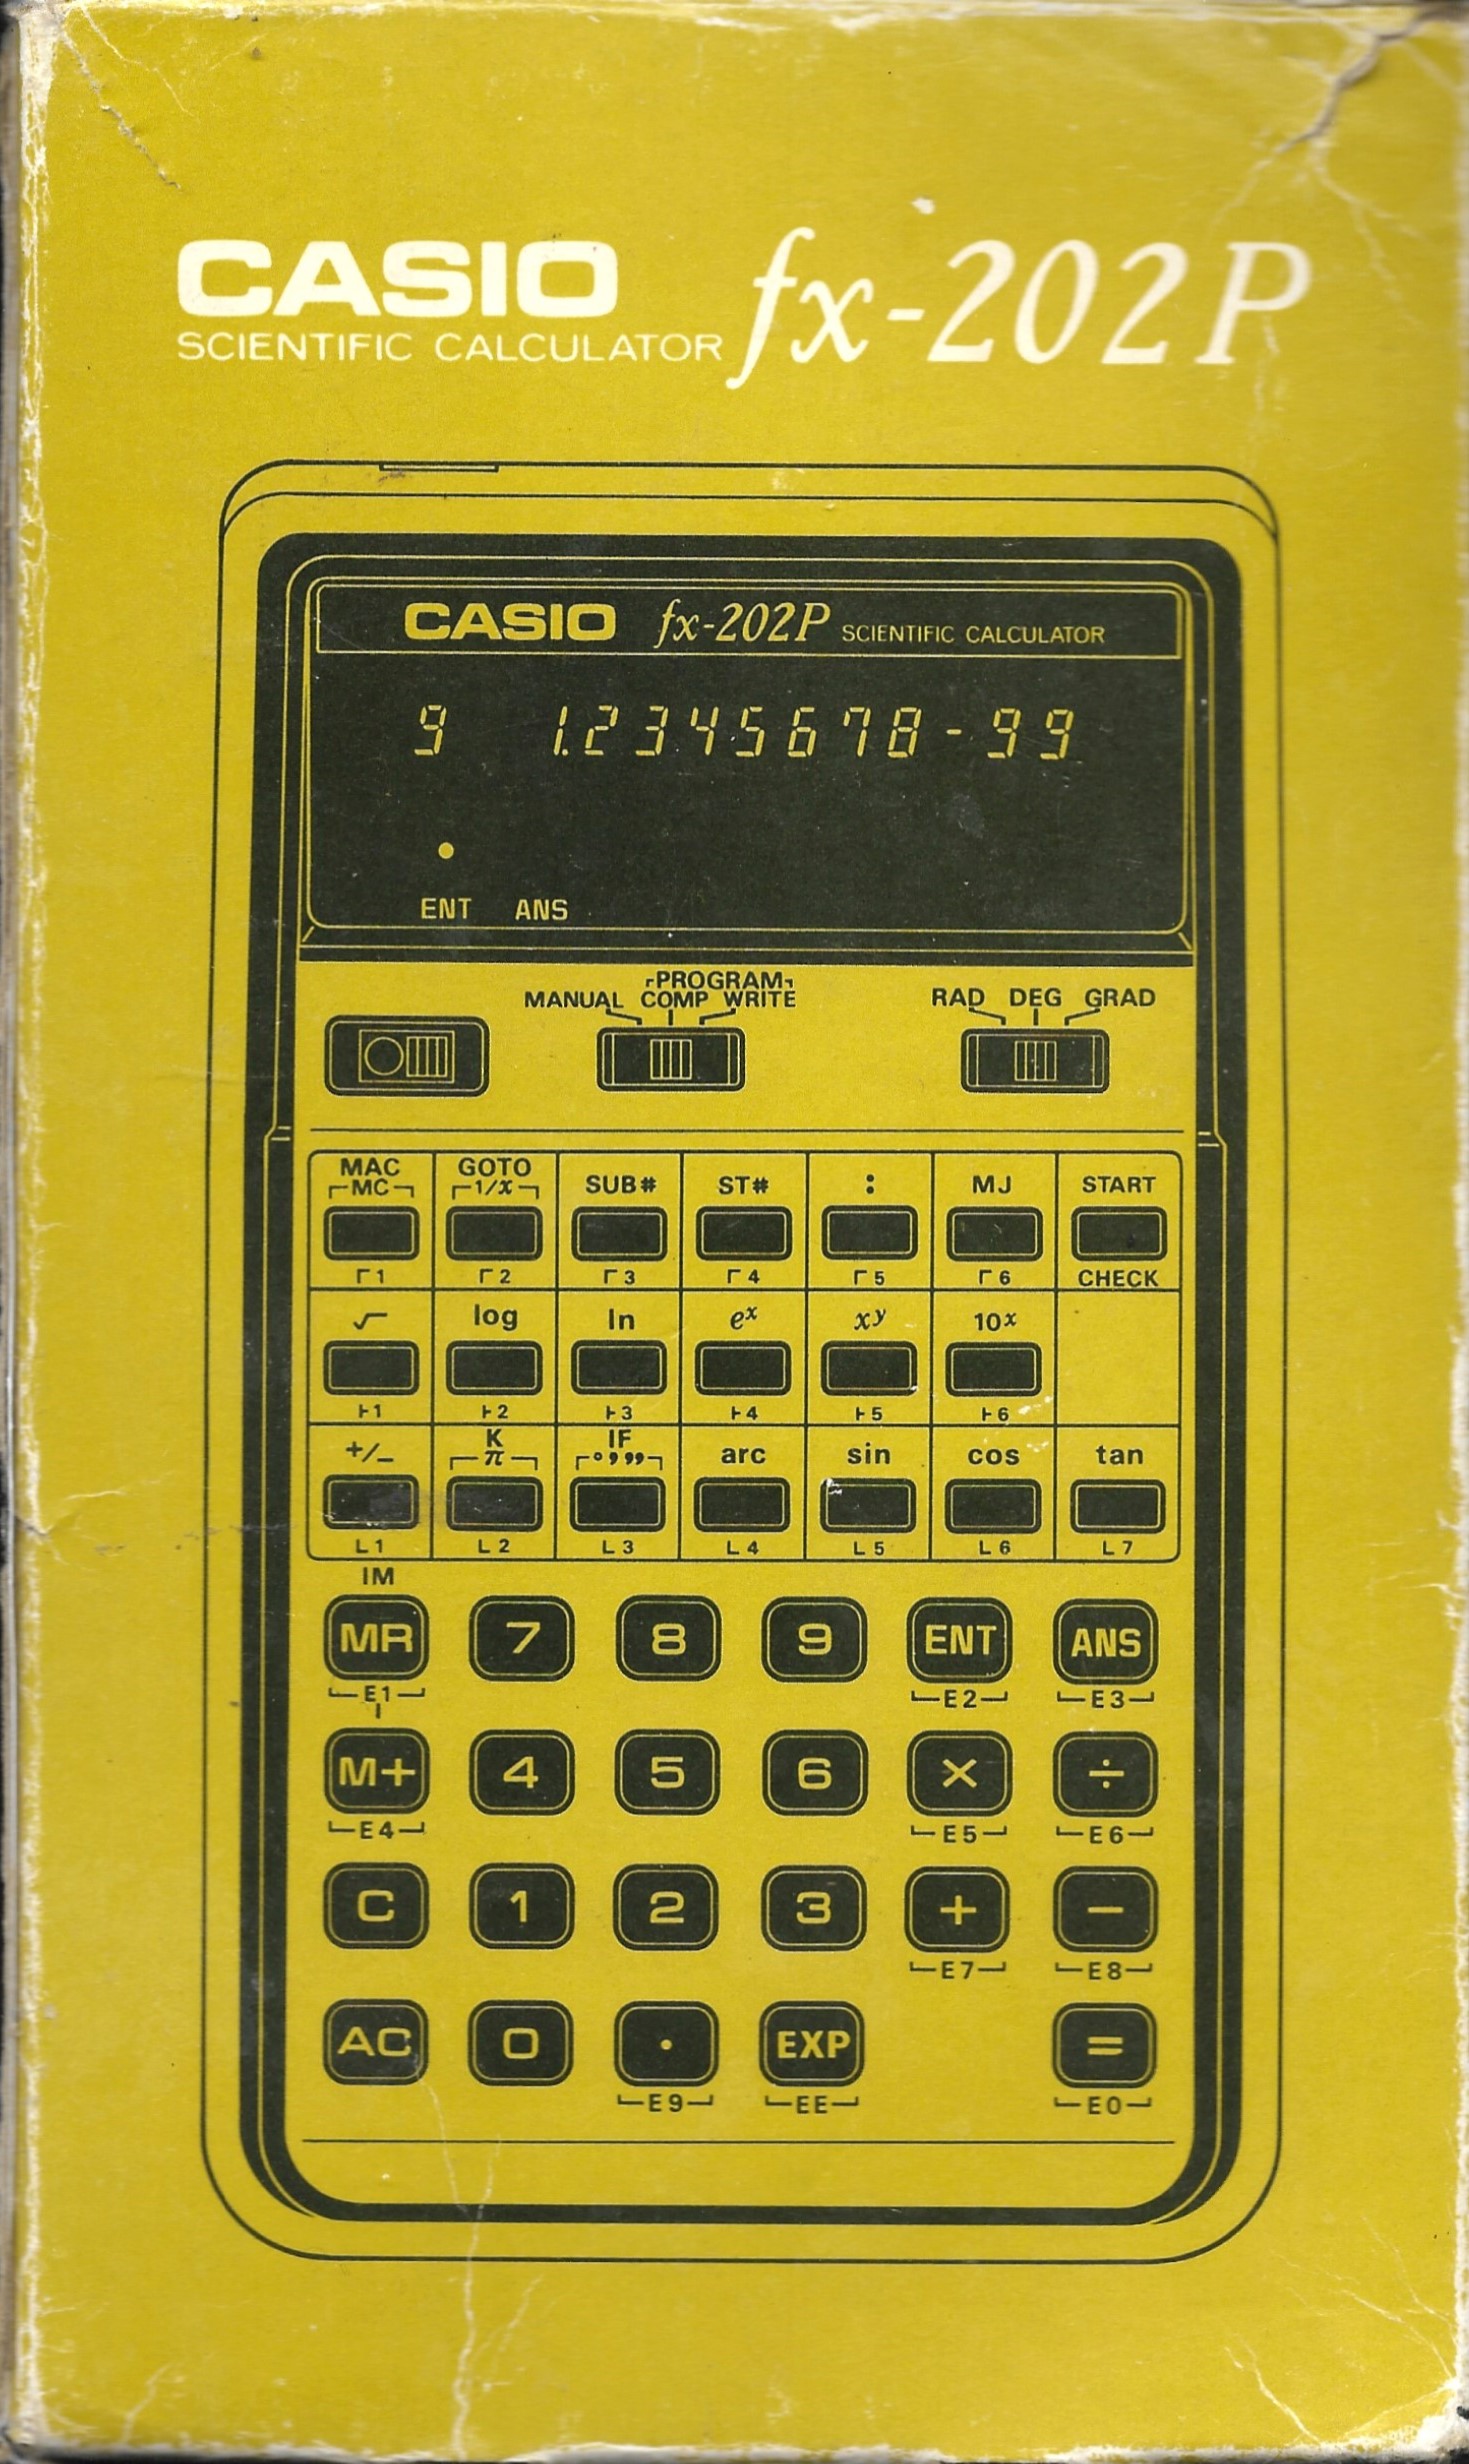 CASIO fx-202P
SCIENTIFIC CALCULATOR
CASIO fx-202P SCIENTIFIC CALCULATOR
9 1.2345678-99
ENT ANS
PROGRAM
MANUAL COMP WRITE RAD DEG GRAD
MAC GOTO
MC 1/x SUB# ST# : MJ START
Γ1 Γ2 Γ3 Γ4 Γ5 Γ6 CHECK
√ log ln eˣ xʸ 10ˣ
⊦1 ⊦2 ⊦3 ⊦4 ⊦5 ⊦6
K IF
+/− π °,,, arc sin cos tan
L1 L2 L3 L4 L5 L6 L7
IM
MR 7 8 9 ENT ANS
E1 E2 E3
I
M+ 4 5 6 × ÷
E4 E5 E6
C 1 2 3 + −
E7 E8
AC 0 . EXP =
E9 EE E0